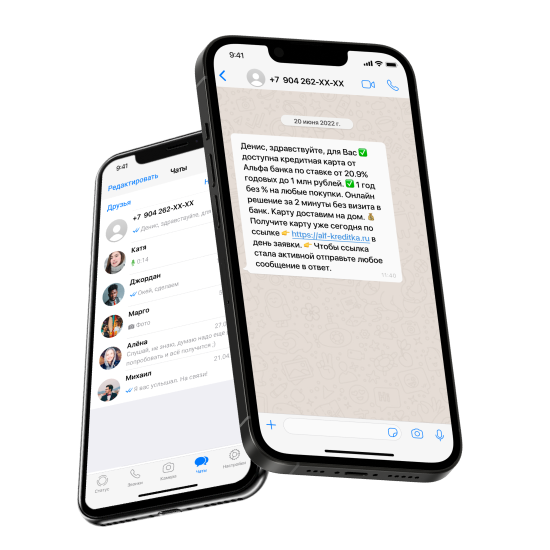 9:41
+7 904 262-XX-XX
20 июня 2022 г.
Денис, здравствуйте, для Вас ✅
доступна кредитная карта от
Альфа банка по ставке от 20.9%
годовых до 1 млн рублей. ✅ 1 год
без % на любые покупки. Онлайн
решение за 2 минуты без визита в
банк. Карту доставим на дом. 💰
Получите карту уже сегодня по
ссылке 👉 https://alf-kreditka.ru в
день заявки. 👉 Чтобы ссылка
стала активной отправьте любое
сообщение в ответ.
11:40
9:41
Редактировать
Чаты
Друзья
+7 904 262-XX-XX
Денис, здравствуйте, для
Катя
0:14
Джордан
Окей, сделаем
Марго
Фото
Алёна
27.0
Слушай, не знаю, думаю надо ещё
попробовать и всё получится ;)
Михаил
21.04
Я вас услышал. На связи!
Статус
Звонки
Камера
Чаты
Настройки